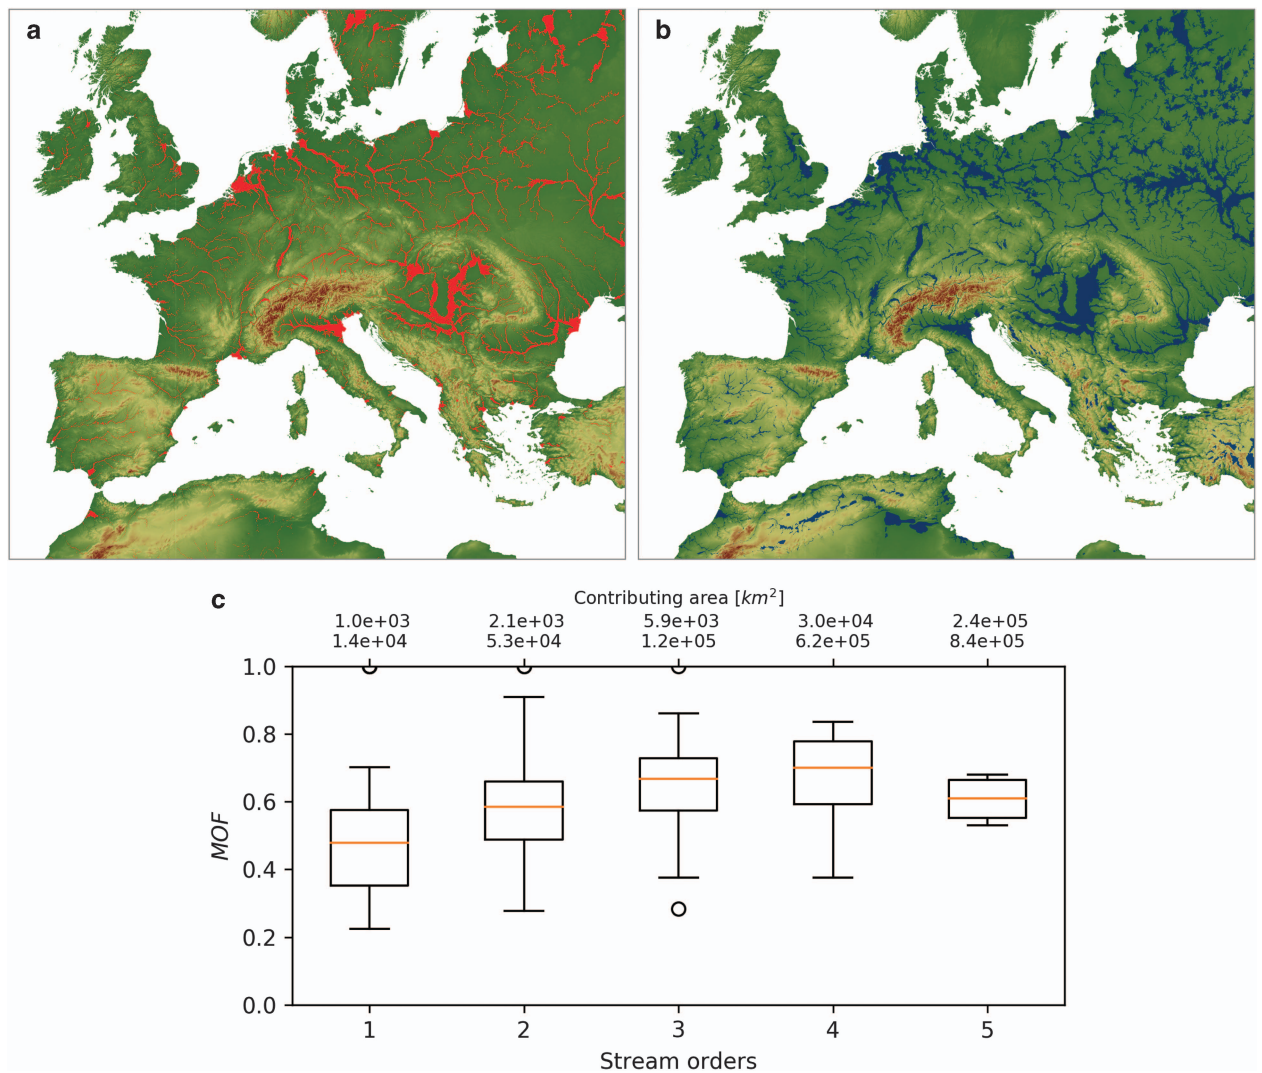 a
b
c
Contributing area [km²]
1.0e+03 2.1e+03 5.9e+03 3.0e+04 2.4e+05
1.4e+04 5.3e+04 1.2e+05 6.2e+05 8.4e+05
1.0
0.8
0.6
0.4
0.2
0.0
MOF
1 2 3 4 5
Stream orders